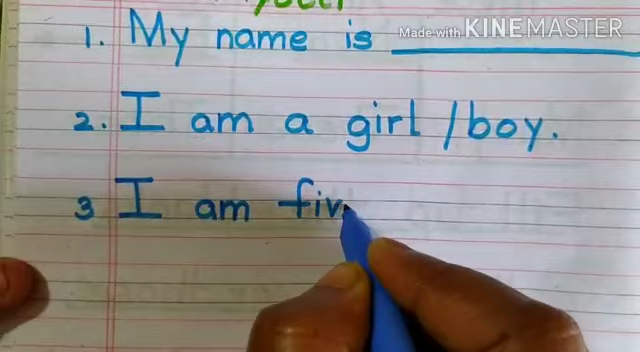 Made with KINEMASTER
1. My name is
2. I am a girl /boy.
3 I am fiv